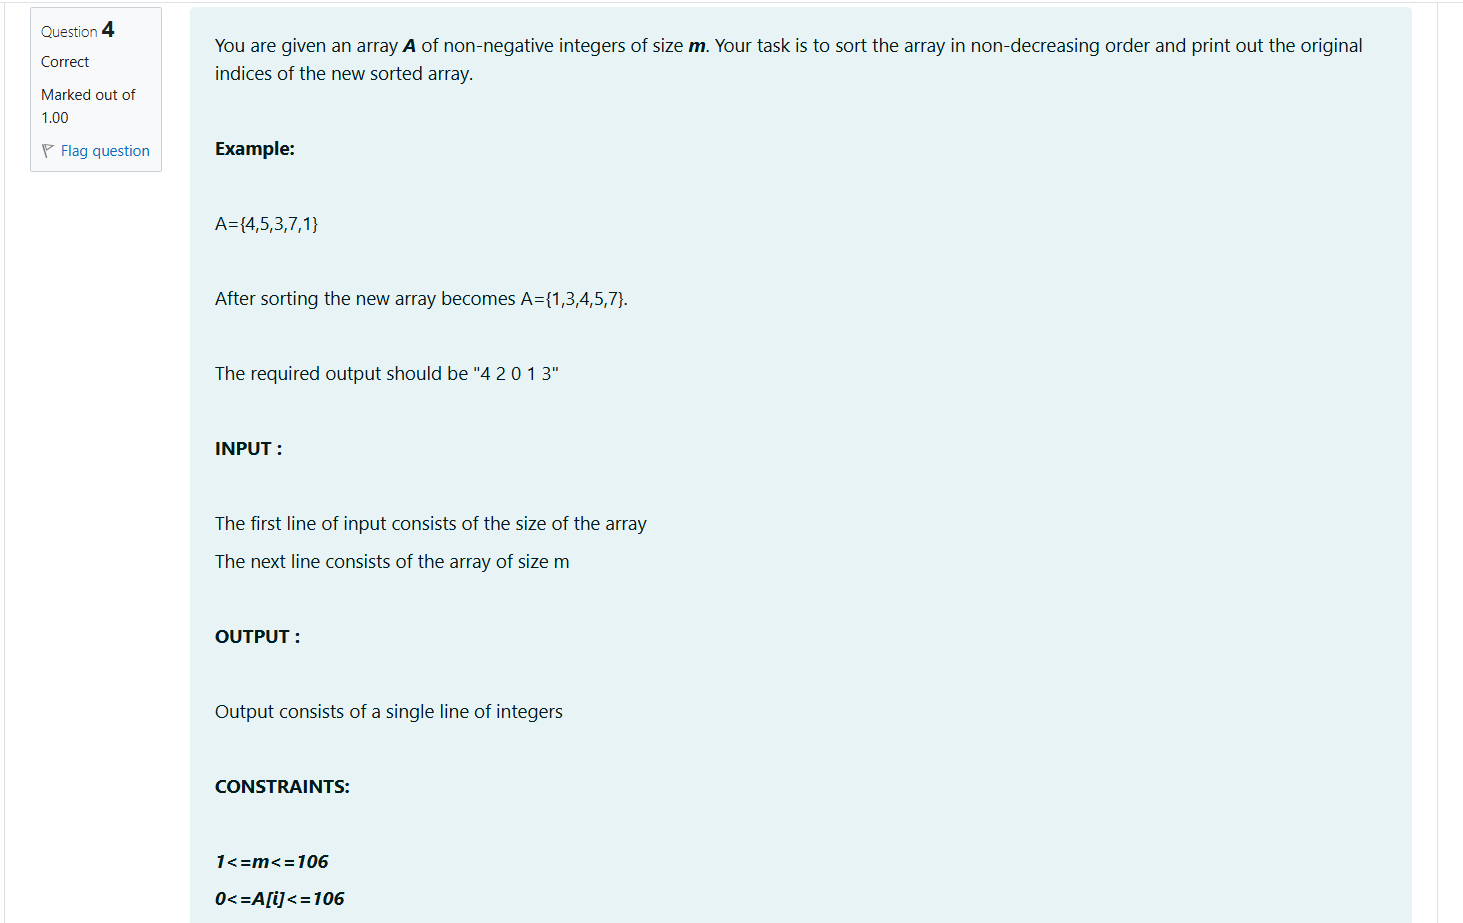 Question 4
Correct
Marked out of
1.00
Flag question
You are given an array A of non-negative integers of size m. Your task is to sort the array in non-decreasing order and print out the original
indices of the new sorted array.
Example:
A={4,5,3,7,1}
After sorting the new array becomes A={1,3,4,5,7}.
The required output should be "4 2 0 1 3"
INPUT :
The first line of input consists of the size of the array
The next line consists of the array of size m
OUTPUT :
Output consists of a single line of integers
CONSTRAINTS:
1<=m<=106
0<=A[i]<=106